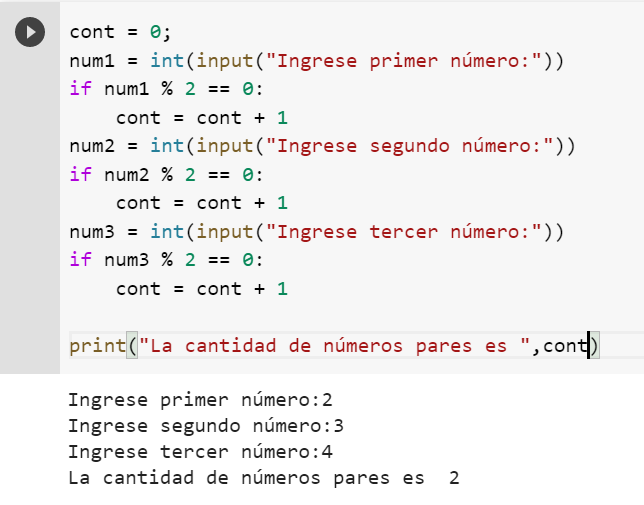 cont = 0;
num1 = int(input("Ingrese primer número:"))
if num1 % 2 == 0:
    cont = cont + 1
num2 = int(input("Ingrese segundo número:"))
if num2 % 2 == 0:
    cont = cont + 1
num3 = int(input("Ingrese tercer número:"))
if num3 % 2 == 0:
    cont = cont + 1
print("La cantidad de números pares es ",cont)
Ingrese primer número:2
Ingrese segundo número:3
Ingrese tercer número:4
La cantidad de números pares es  2